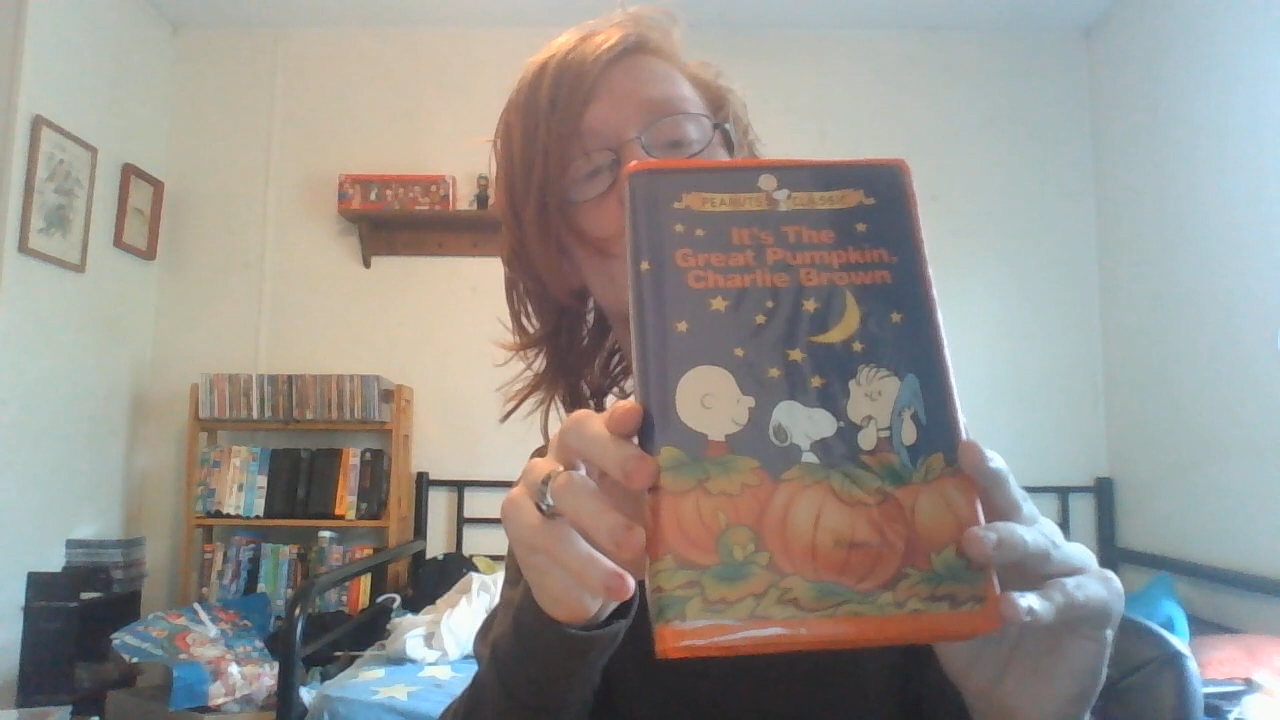 PEANUTS CLASSIC
It's The
Great Pumpkin,
Charlie Brown